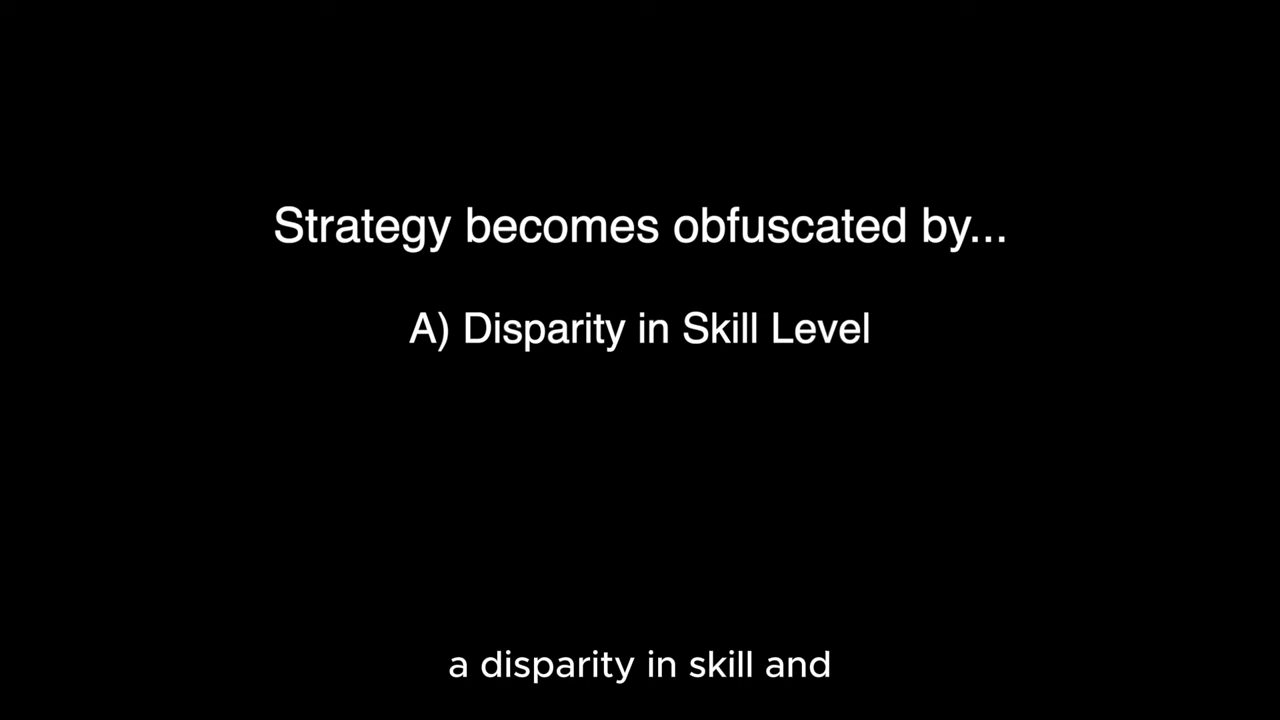 Strategy becomes obfuscated by...
A) Disparity in Skill Level
a disparity in skill and